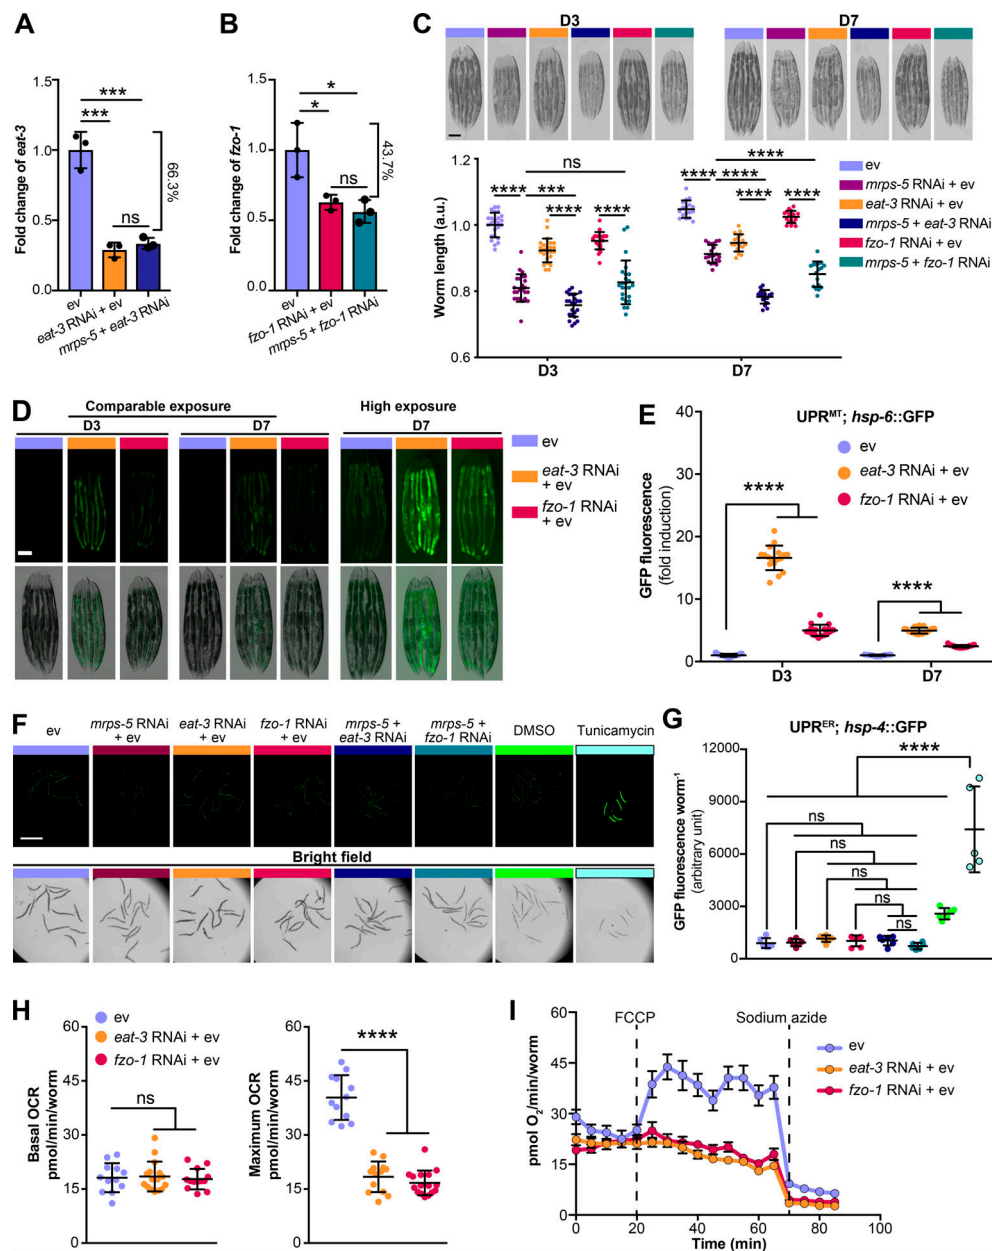 A
Fold change of eat-3
1.5
1.0
0.5
0.0
***
***
ns
66.3%
ev
eat-3 RNAi + ev
mrps-5 + eat-3 RNAi
B
Fold change of fzo-1
1.5
1.0
0.5
0.0
*
*
ns
43.7%
ev
fzo-1 RNAi + ev
mrps-5 + fzo-1 RNAi
C
D3
D7
Worm length (a.u.)
1.2
1.0
0.8
0.6
ns
****
***
****
****
****
****
****
****
****
D3
D7
ev
mrps-5 RNAi + ev
eat-3 RNAi + ev
mrps-5 + eat-3 RNAi
fzo-1 RNAi + ev
mrps-5 + fzo-1 RNAi
D
Comparable exposure
High exposure
D3
D7
D7
ev
eat-3 RNAi
+ ev
fzo-1 RNAi
+ ev
E
UPRMT; hsp-6::GFP
GFP fluorescence
(fold induction)
40
30
20
10
0
ev
eat-3 RNAi + ev
fzo-1 RNAi + ev
****
****
D3
D7
F
ev
mrps-5 RNAi
+ ev
eat-3 RNAi
+ ev
fzo-1 RNAi
+ ev
mrps-5 +
eat-3 RNAi
mrps-5 +
fzo-1 RNAi
DMSO
Tunicamycin
Bright field
G
UPRER; hsp-4::GFP
GFP fluorescence worm-1
(arbitrary unit)
12000
9000
6000
3000
0
****
ns
ns
ns
ns
ns
H
ev
eat-3 RNAi + ev
fzo-1 RNAi + ev
Basal OCR
pmol/min/worm
60
45
30
15
0
ns
Maximum OCR
pmol/min/worm
60
45
30
15
0
****
I
FCCP
Sodium azide
pmol O2/min/worm
60
45
30
15
0
0
20
40
60
80
100
Time (min)
ev
eat-3 RNAi + ev
fzo-1 RNAi + ev